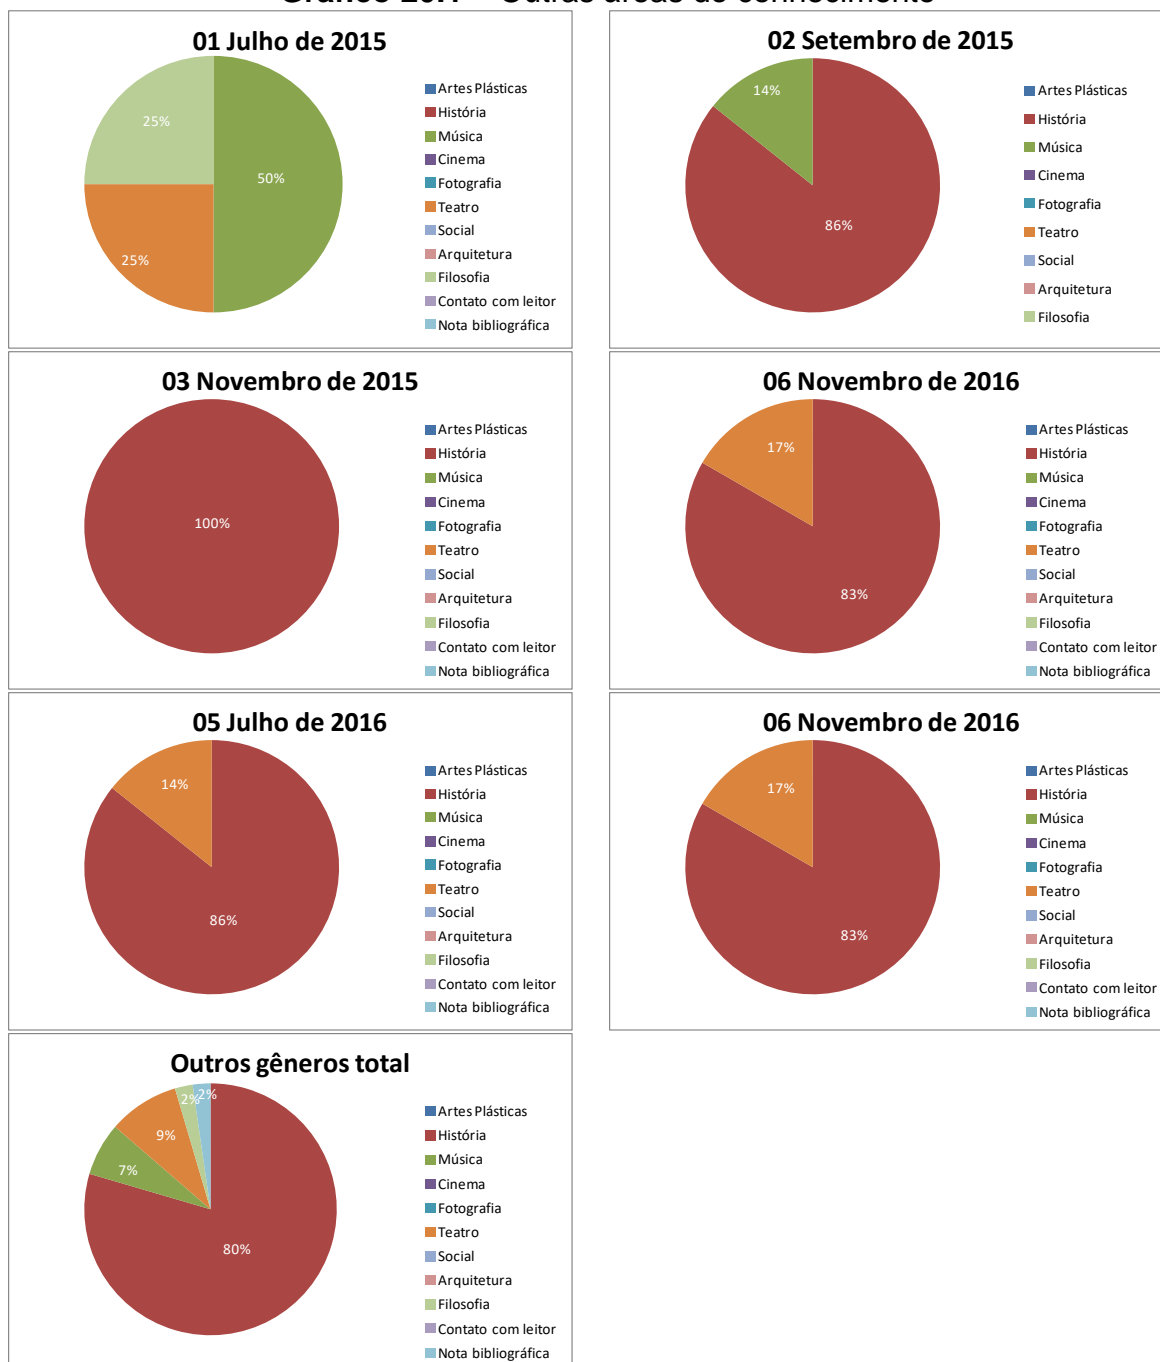 01 Julho de 2015
25%
50%
25%
Artes Plásticas
História
Música
Cinema
Fotografia
Teatro
Social
Arquitetura
Filosofia
Contato com leitor
Nota bibliográfica
02 Setembro de 2015
14%
86%
Artes Plásticas
História
Música
Cinema
Fotografia
Teatro
Social
Arquitetura
Filosofia
03 Novembro de 2015
100%
Artes Plásticas
História
Música
Cinema
Fotografia
Teatro
Social
Arquitetura
Filosofia
Contato com leitor
Nota bibliográfica
06 Novembro de 2016
17%
83%
Artes Plásticas
História
Música
Cinema
Fotografia
Teatro
Social
Arquitetura
Filosofia
Contato com leitor
Nota bibliográfica
05 Julho de 2016
14%
86%
Artes Plásticas
História
Música
Cinema
Fotografia
Teatro
Social
Arquitetura
Filosofia
Contato com leitor
Nota bibliográfica
06 Novembro de 2016
17%
83%
Artes Plásticas
História
Música
Cinema
Fotografia
Teatro
Social
Arquitetura
Filosofia
Contato com leitor
Nota bibliográfica
Outros gêneros total
2%
2%
9%
7%
80%
Artes Plásticas
História
Música
Cinema
Fotografia
Teatro
Social
Arquitetura
Filosofia
Contato com leitor
Nota bibliográfica